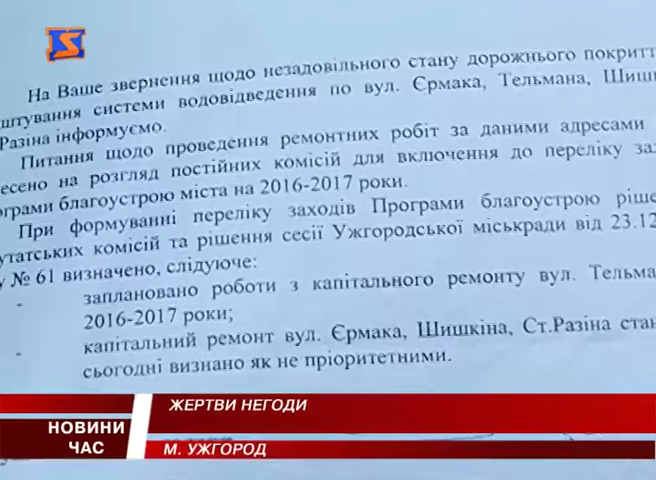 На Ваше звернення щодо незадовільного стану дорожнього покритт
штування системи водовідведення по вул. Єрмака, Тельмана, Шишк
Разіна інформуємо.
Питання щодо проведення ремонтних робіт за даними адресами
есено на розгляд постійних комісій для включення до переліку зах
ограми благоустрою міста на 2016-2017 роки.
При формуванні переліку заходів Програми благоустрою ріше
утатських комісій та рішення сесії Ужгородської міськради від 23.12
у № 61 визначено, слідуюче:
- заплановано роботи з капітального ремонту вул. Тельма
2016-2017 роки;
- капітальний ремонт вул. Єрмака, Шишкіна, Ст.Разіна стан
сьогодні визнано як не пріоритетними.
ЖЕРТВИ НЕГОДИ
НОВИНИ
ЧАС
М. УЖГОРОД